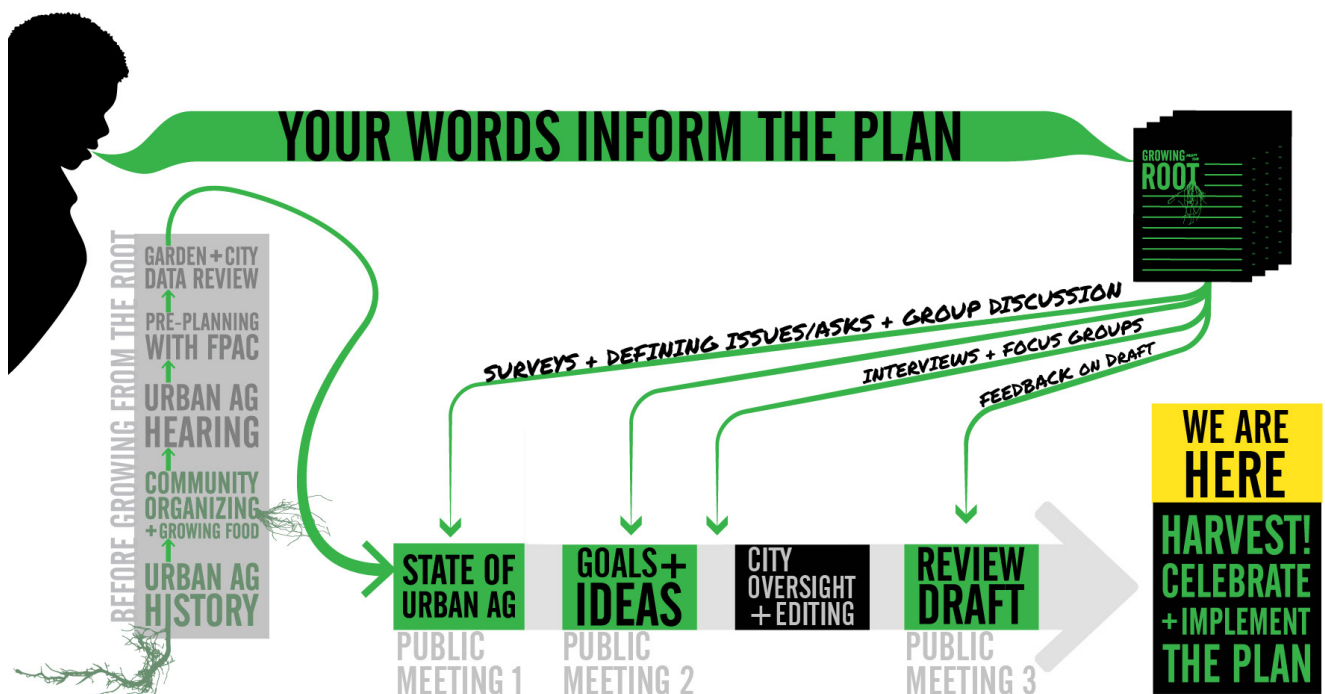 YOUR WORDS INFORM THE PLAN
GROWING
ROOT
BEFORE GROWING FROM THE ROOT
GARDEN + CITY
DATA REVIEW
PRE-PLANNING
WITH FPAC
URBAN AG
HEARING
COMMUNITY
ORGANIZING
+ GROWING FOOD
URBAN AG
HISTORY
SURVEYS + DEFINING ISSUES/ASKS + GROUP DISCUSSION
INTERVIEWS + FOCUS GROUPS
FEEDBACK ON DRAFT
STATE OF
URBAN AG
PUBLIC
MEETING 1
GOALS +
IDEAS
PUBLIC
MEETING 2
CITY
OVERSIGHT
+ EDITING
REVIEW
DRAFT
PUBLIC
MEETING 3
WE ARE
HERE
HARVEST!
CELEBRATE
+ IMPLEMENT
THE PLAN